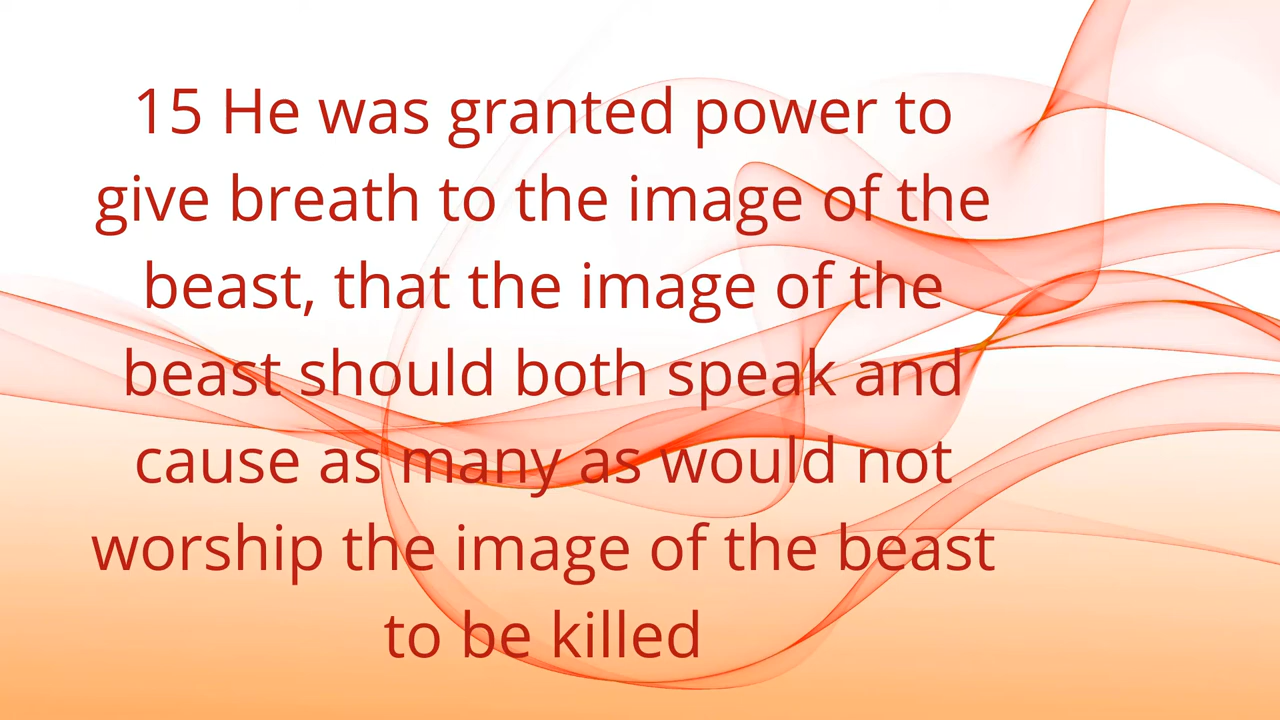 15 He was granted power to
give breath to the image of the
beast, that the image of the
beast should both speak and
cause as many as would not
worship the image of the beast
to be killed